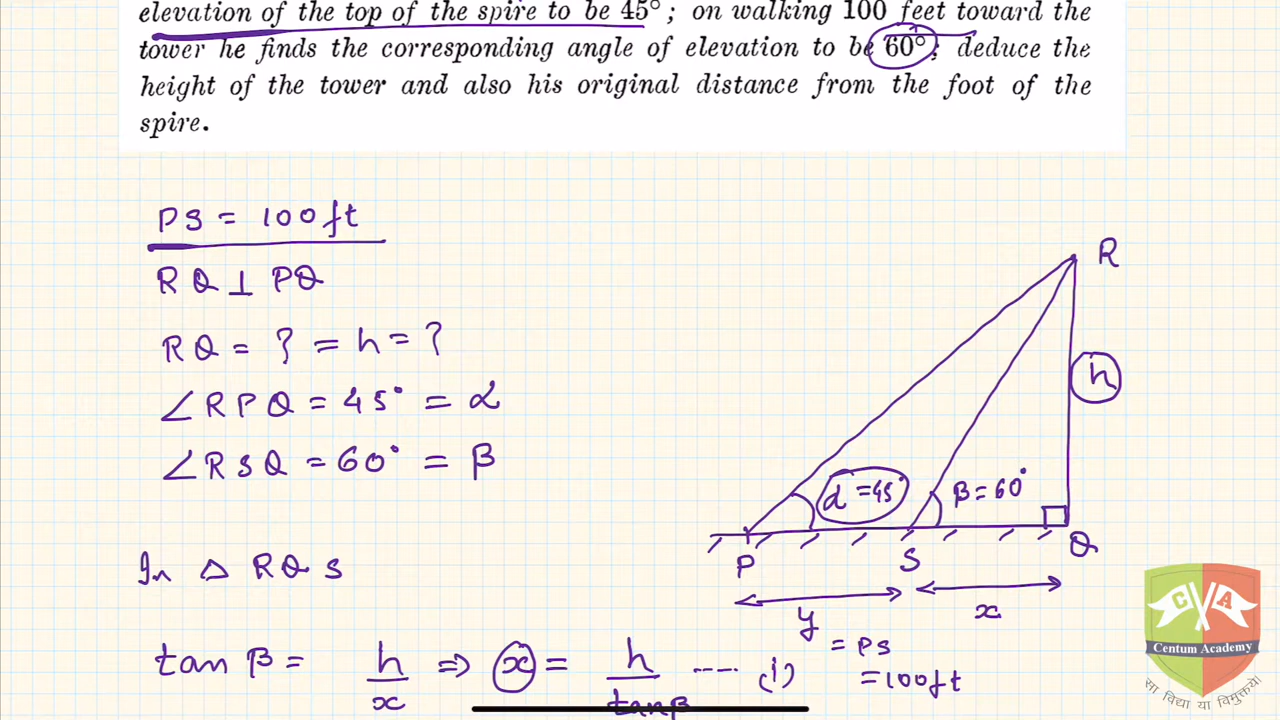 elevation of the top of the spire to be 45°; on walking 100 feet toward the
tower he finds the corresponding angle of elevation to be 60°; deduce the
height of the tower and also his original distance from the foot of the
spire.
PS = 100ft
RQ ⊥ PQ
RQ = ? = h = ?
∠RPQ = 45° = α
∠RSQ = 60° = β
In △ RQS
tan β = h/x ⇒ x = h/tanβ ---- (1)
R
h
α = 45°
β = 60°
P
S
Q
y
x
= PS
= 100ft
C A
Centum Academy
सा विद्या या विमुक्तये